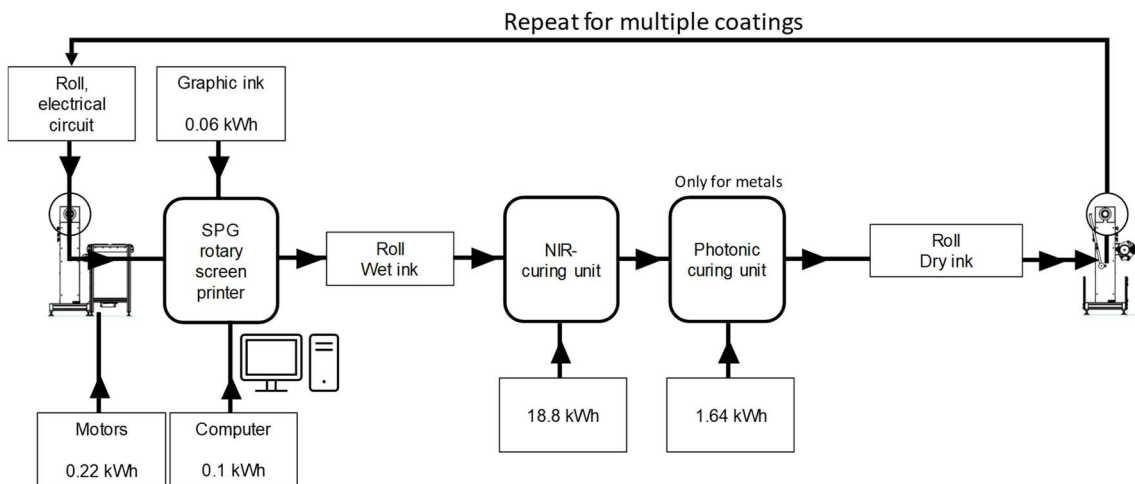 Repeat for multiple coatings
Roll,
electrical
circuit
Graphic ink
0.06 kWh
SPG
rotary
screen
printer
Roll
Wet ink
NIR-
curing unit
Only for metals
Photonic
curing unit
Roll
Dry ink
Motors
0.22 kWh
Computer
0.1 kWh
18.8 kWh
1.64 kWh